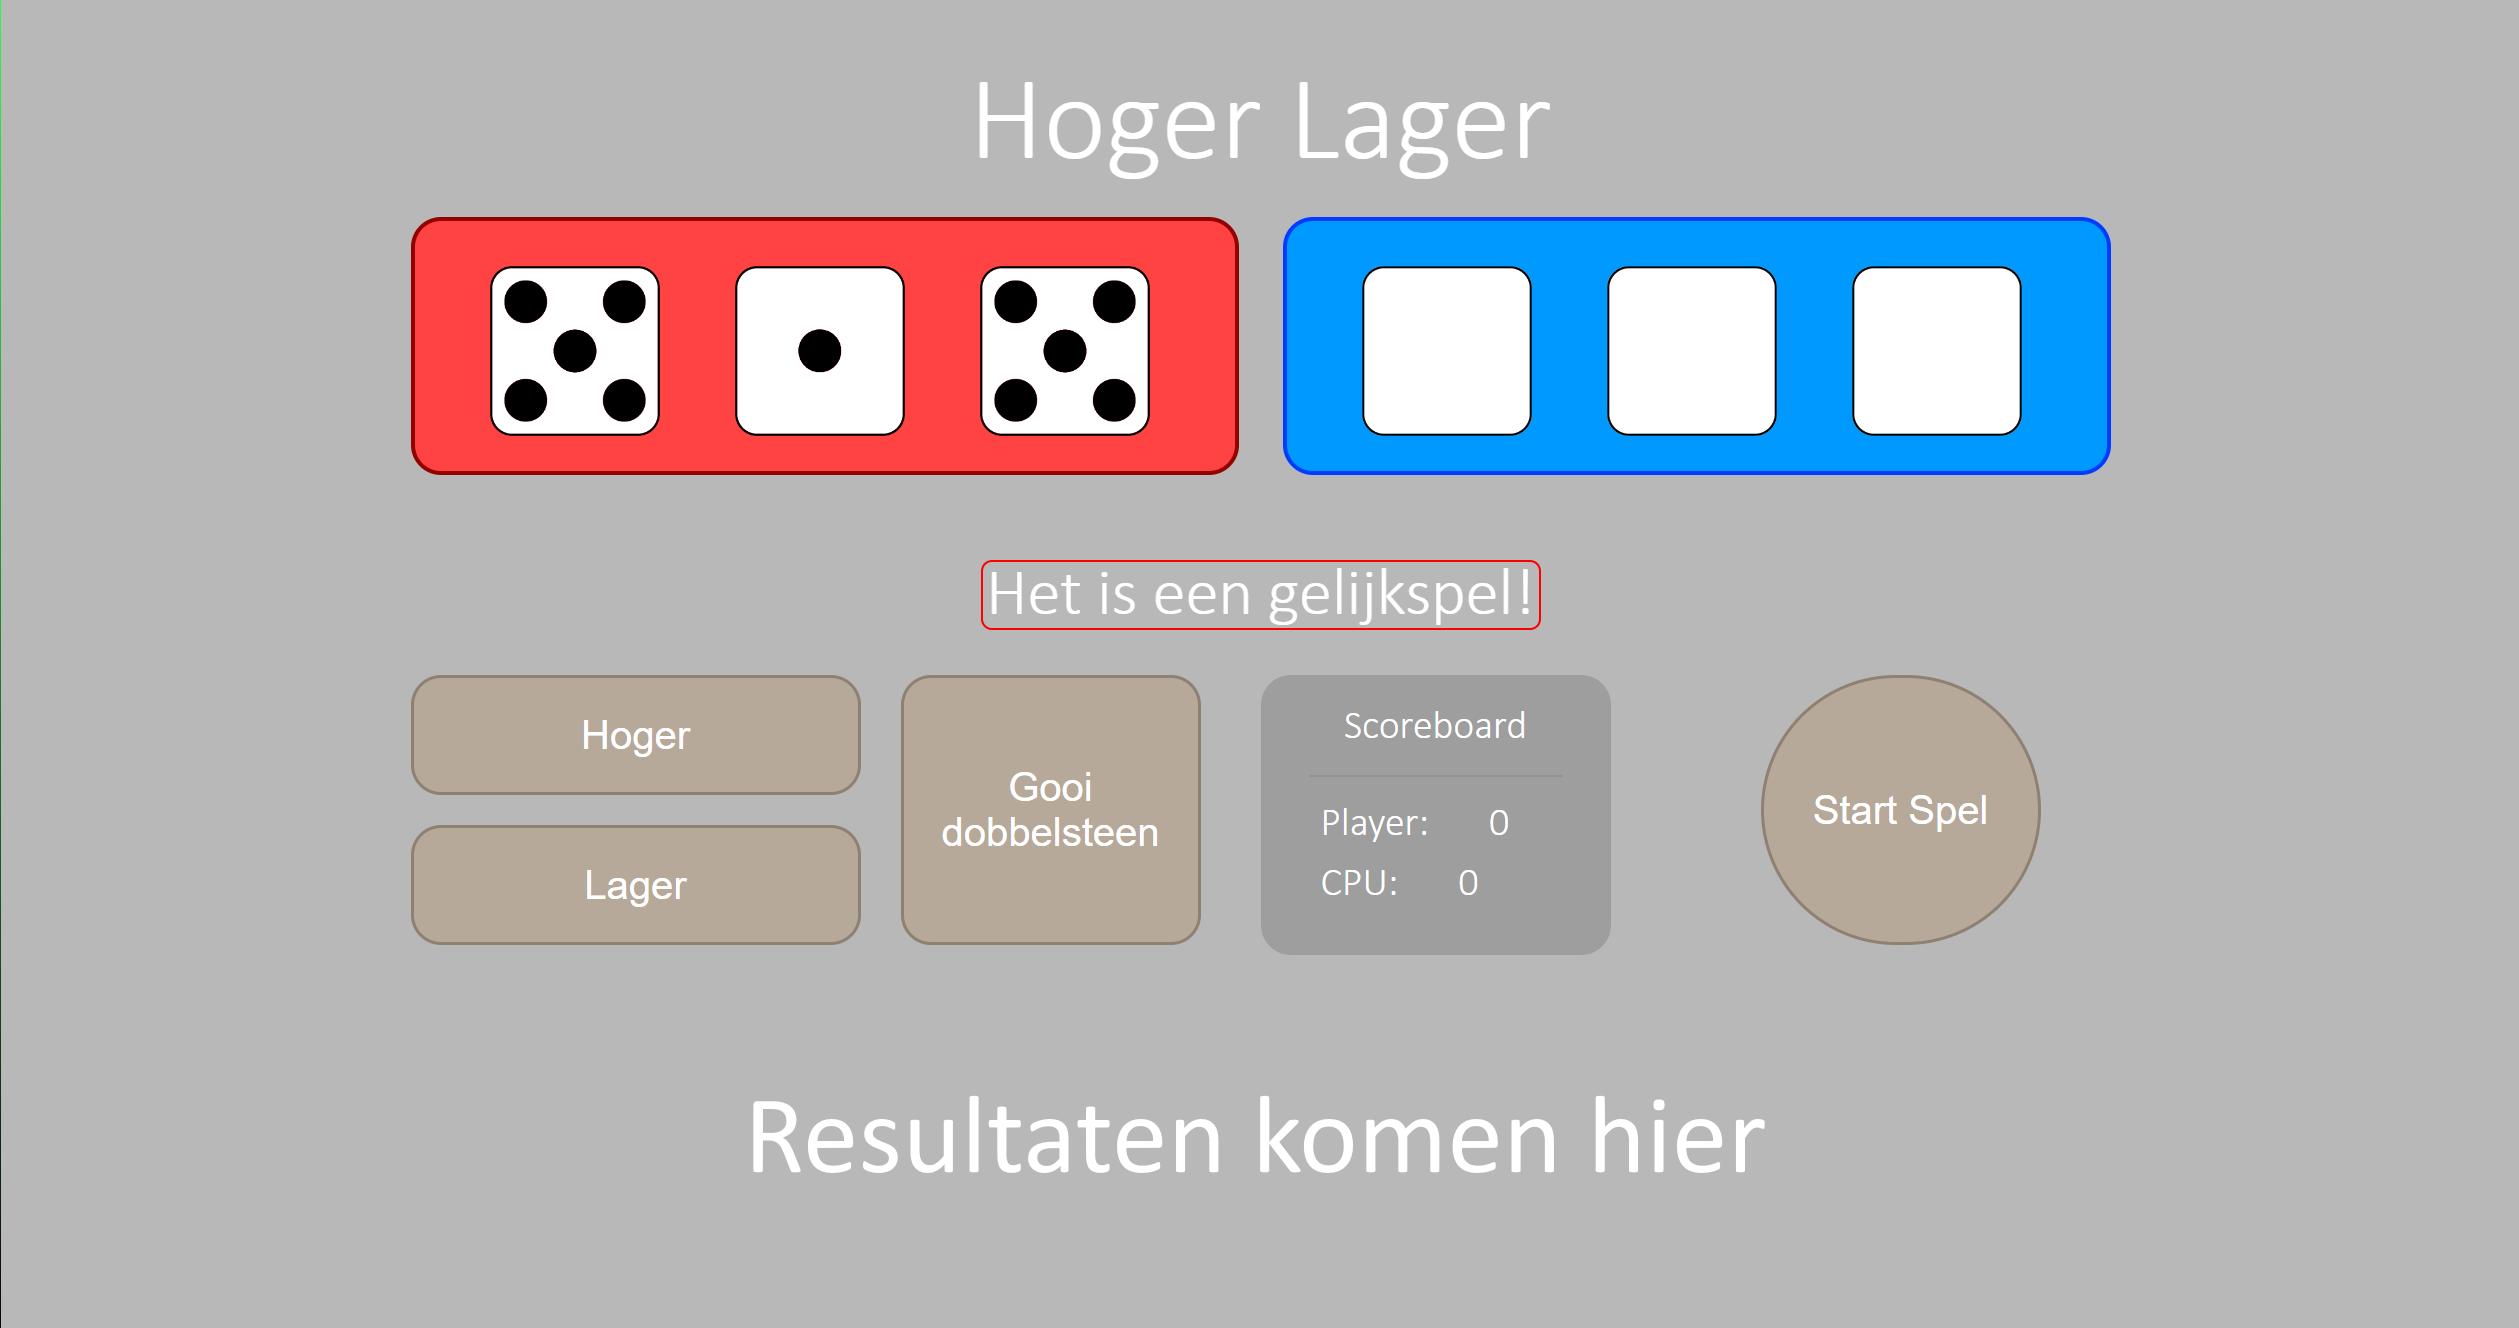 Hoger Lager
Het is een gelijkspel!
Hoger
Lager
Gooi
dobbelsteen
Scoreboard
Player: 0
CPU: 0
Start Spel
Resultaten komen hier